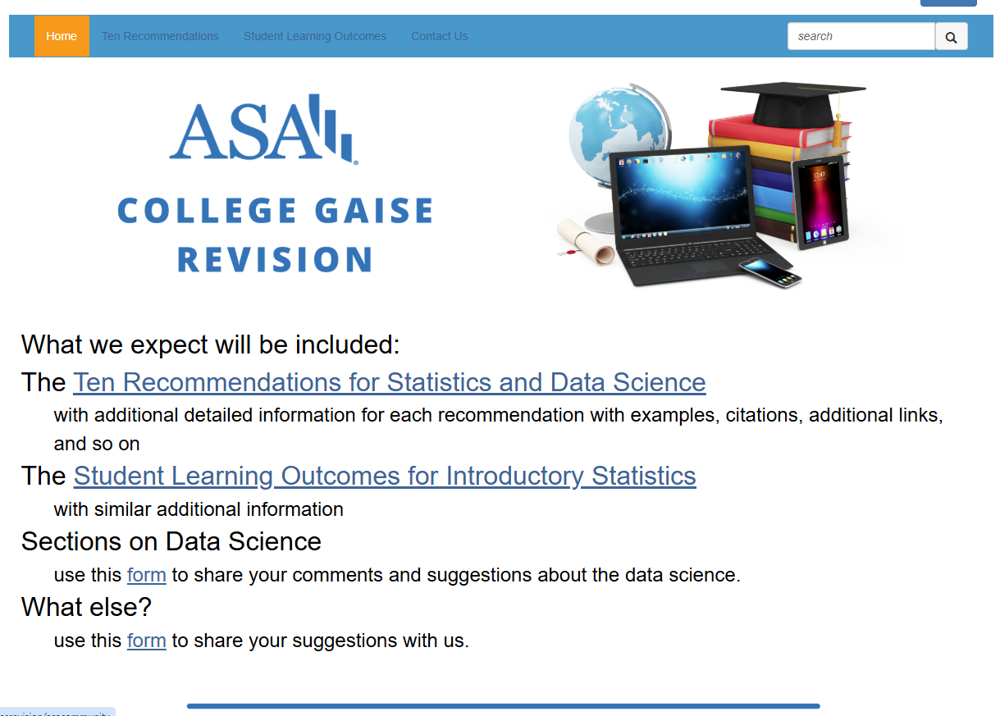 Home Ten Recommendations Student Learning Outcomes Contact Us search
ASA
COLLEGE GAISE
REVISION
What we expect will be included:
The Ten Recommendations for Statistics and Data Science
with additional detailed information for each recommendation with examples, citations, additional links,
and so on
The Student Learning Outcomes for Introductory Statistics
with similar additional information
Sections on Data Science
use this form to share your comments and suggestions about the data science.
What else?
use this form to share your suggestions with us.